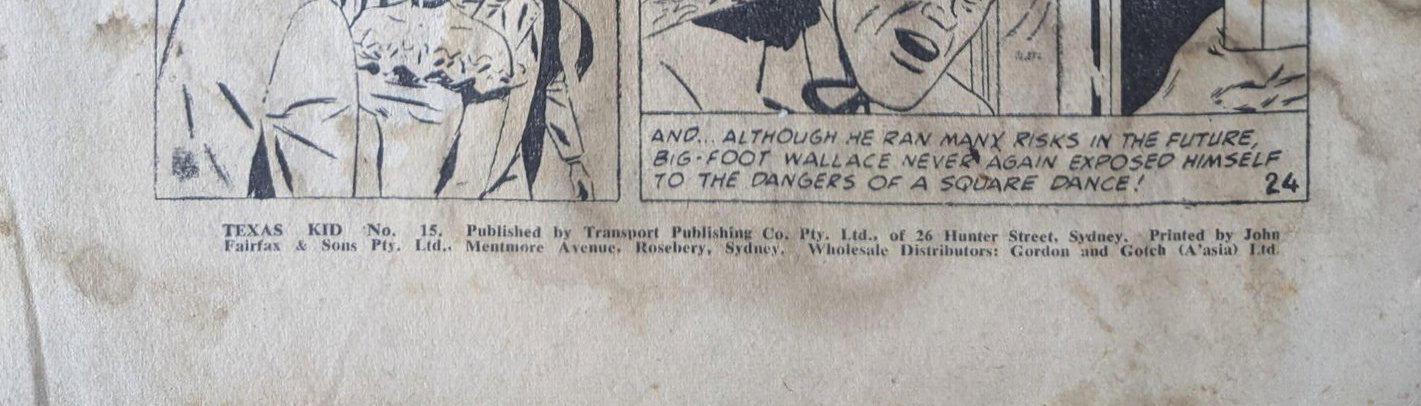 AND... ALTHOUGH HE RAN MANY RISKS IN THE FUTURE,
BIG-FOOT WALLACE NEVER AGAIN EXPOSED HIMSELF
TO THE DANGERS OF A SQUARE DANCE!
24
TEXAS KID No. 15. Published by Transport Publishing Co. Pty. Ltd., of 26 Hunter Street, Sydney. Printed by John
Fairfax & Sons Pty. Ltd., Mentmore Avenue, Rosebery, Sydney. Wholesale Distributors: Gordon and Gotch (A'asia) Ltd.